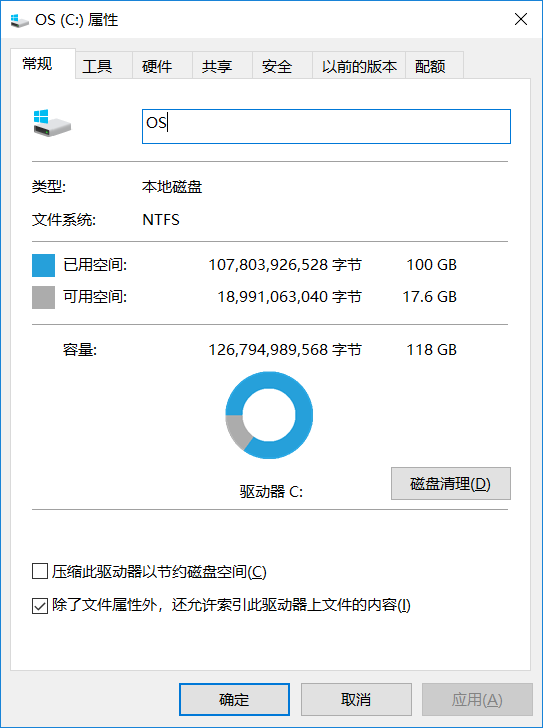 OS (C:) 属性
常规 工具 硬件 共享 安全 以前的版本 配额
OS
类型: 本地磁盘
文件系统: NTFS
已用空间: 107,803,926,528 字节 100 GB
可用空间: 18,991,063,040 字节 17.6 GB
容量: 126,794,989,568 字节 118 GB
驱动器 C:
磁盘清理(D)
压缩此驱动器以节约磁盘空间(C)
除了文件属性外，还允许索引此驱动器上文件的内容(I)
确定 取消 应用(A)